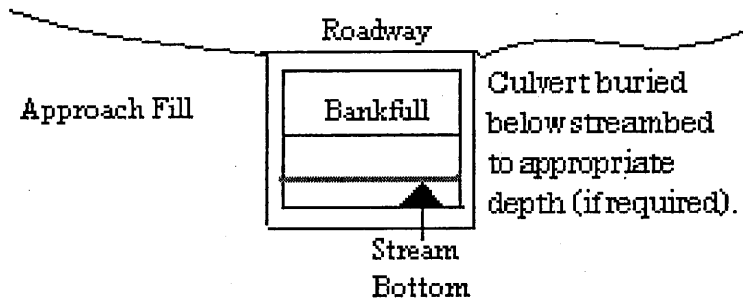 Roadway
Approach Fill
Bankfull
Culvert buried
below streambed
to appropriate
depth (if required).
Stream
Bottom